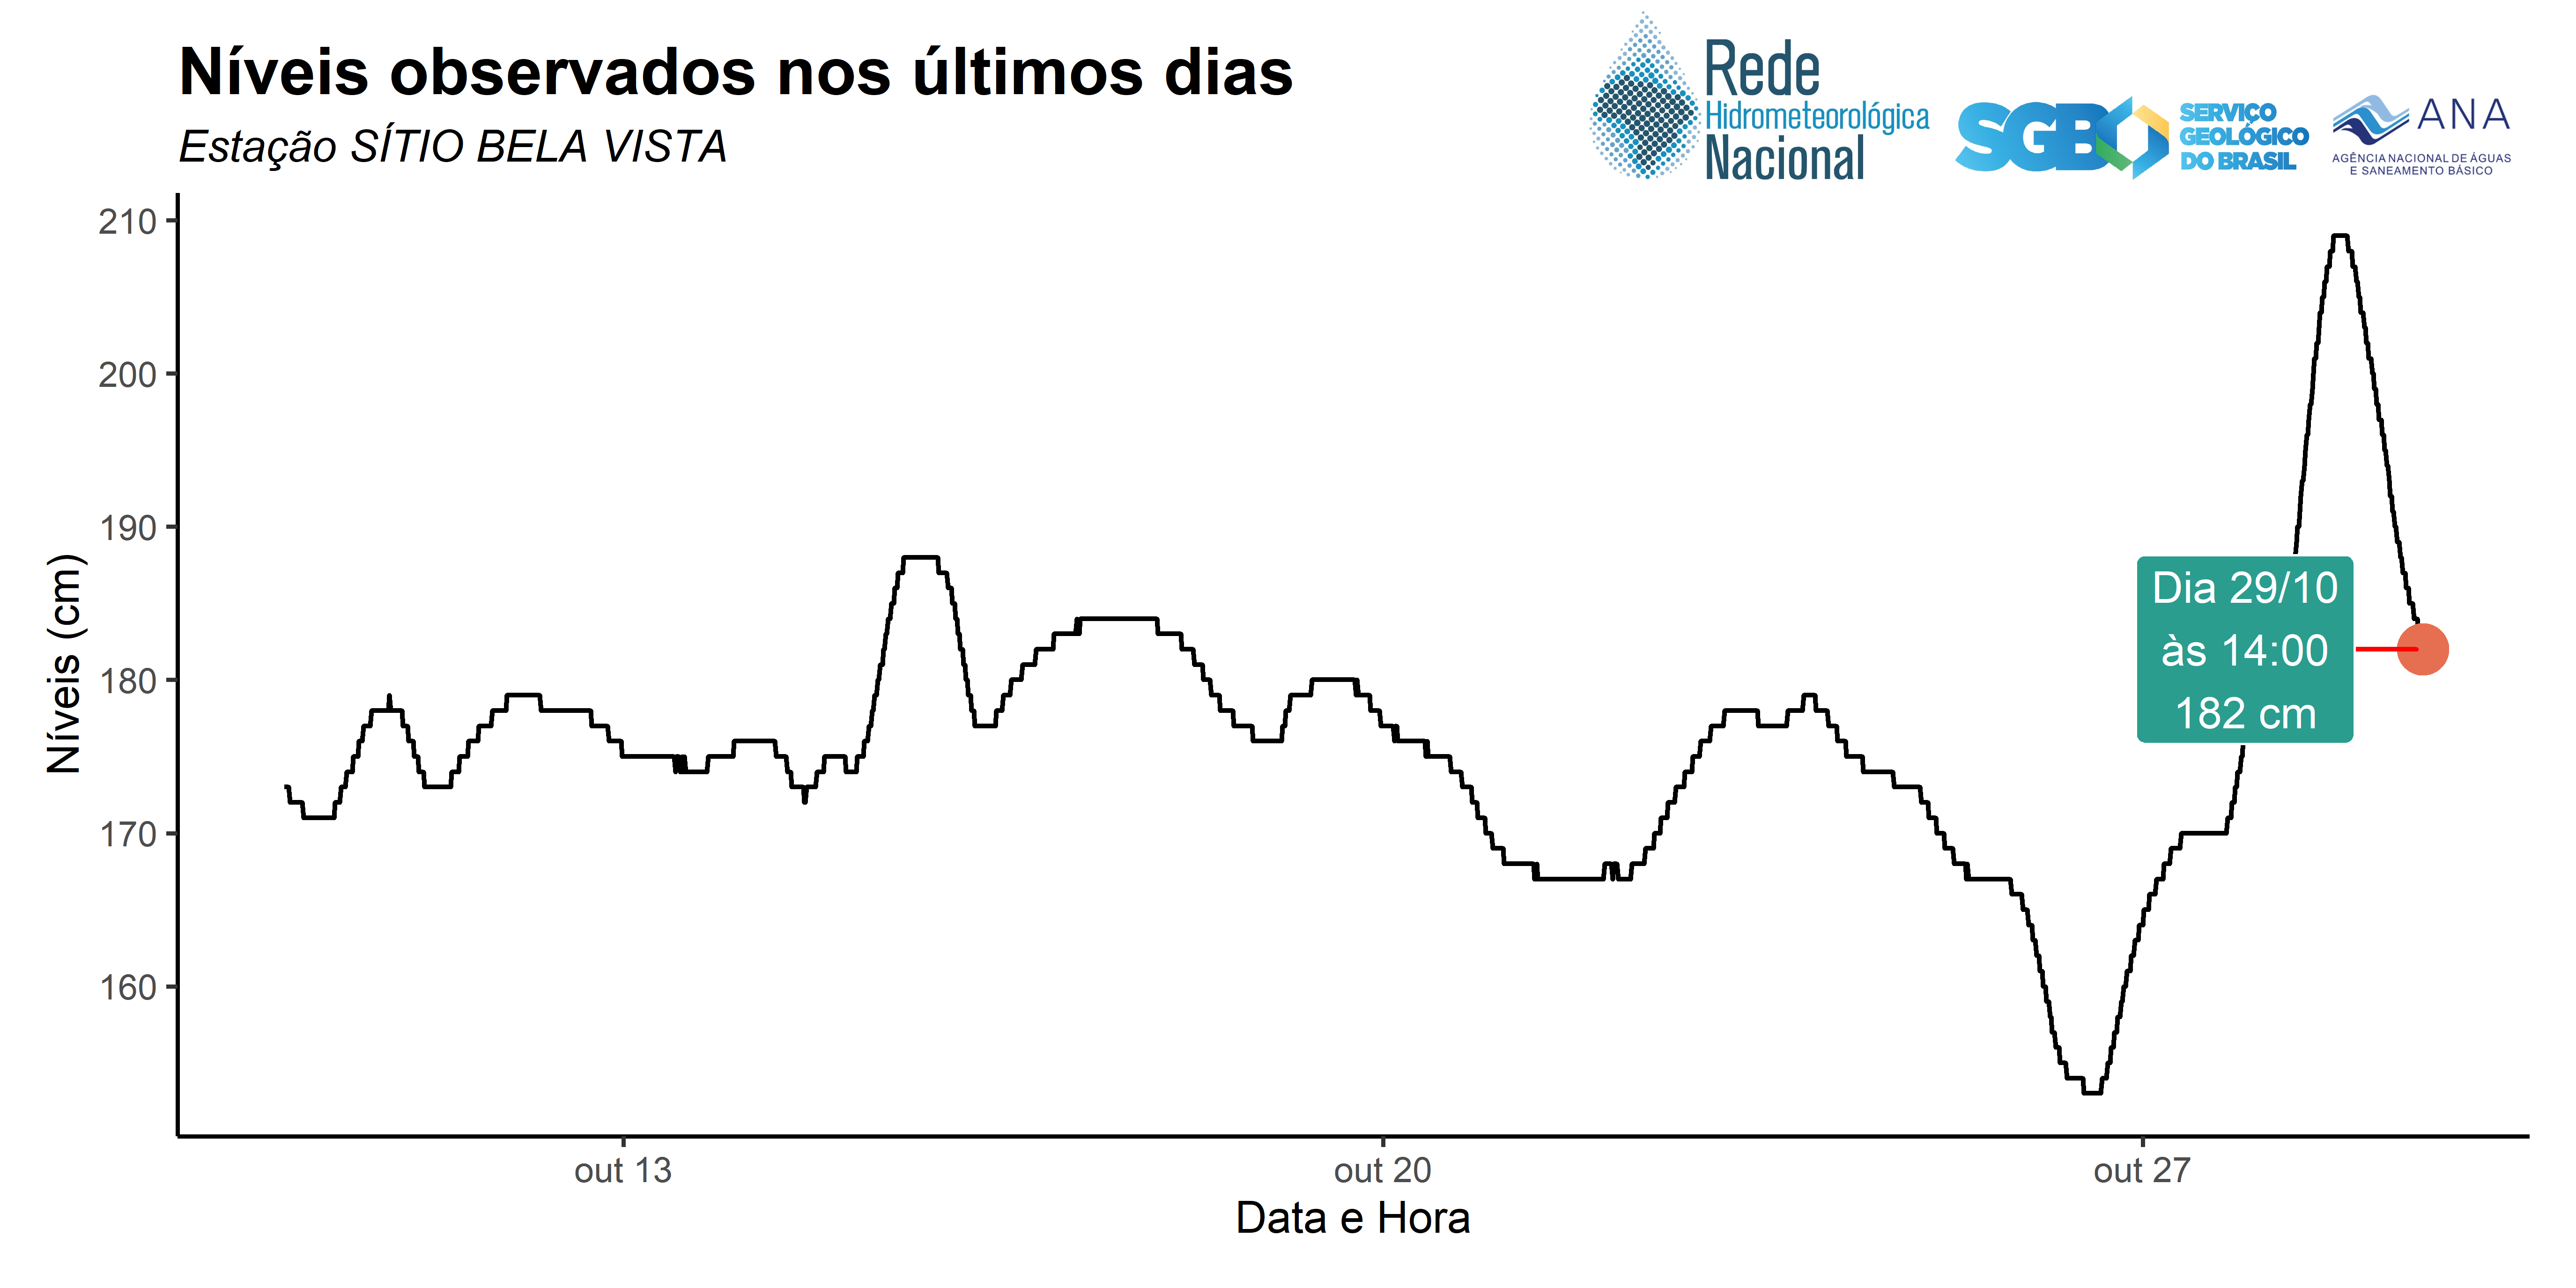 Níveis observados nos últimos dias
Estação SÍTIO BELA VISTA
Rede
Hidrometeorológica
Nacional
SGB
SERVIÇO
GEOLÓGICO
DO BRASIL
ANA
AGÊNCIA NACIONAL DE ÁGUAS
E SANEAMENTO BÁSICO
Níveis (cm)
210
200
190
180
170
160
Dia 29/10
às 14:00
182 cm
out 13
out 20
out 27
Data e Hora